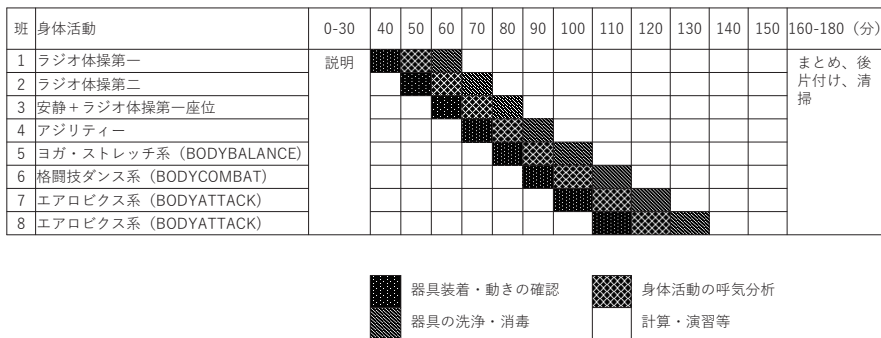 班 身体活動 0-30 40 50 60 70 80 90 100 110 120 130 140 150 160-180（分）
1 ラジオ体操第一 説明 まとめ、後
2 ラジオ体操第二 片付け、清
3 安静＋ラジオ体操第一座位 掃
4 アジリティー
5 ヨガ・ストレッチ系（BODYBALANCE）
6 格闘技ダンス系（BODYCOMBAT）
7 エアロビクス系（BODYATTACK）
8 エアロビクス系（BODYATTACK）
器具装着・動きの確認 身体活動の呼気分析
器具の洗浄・消毒 計算・演習等